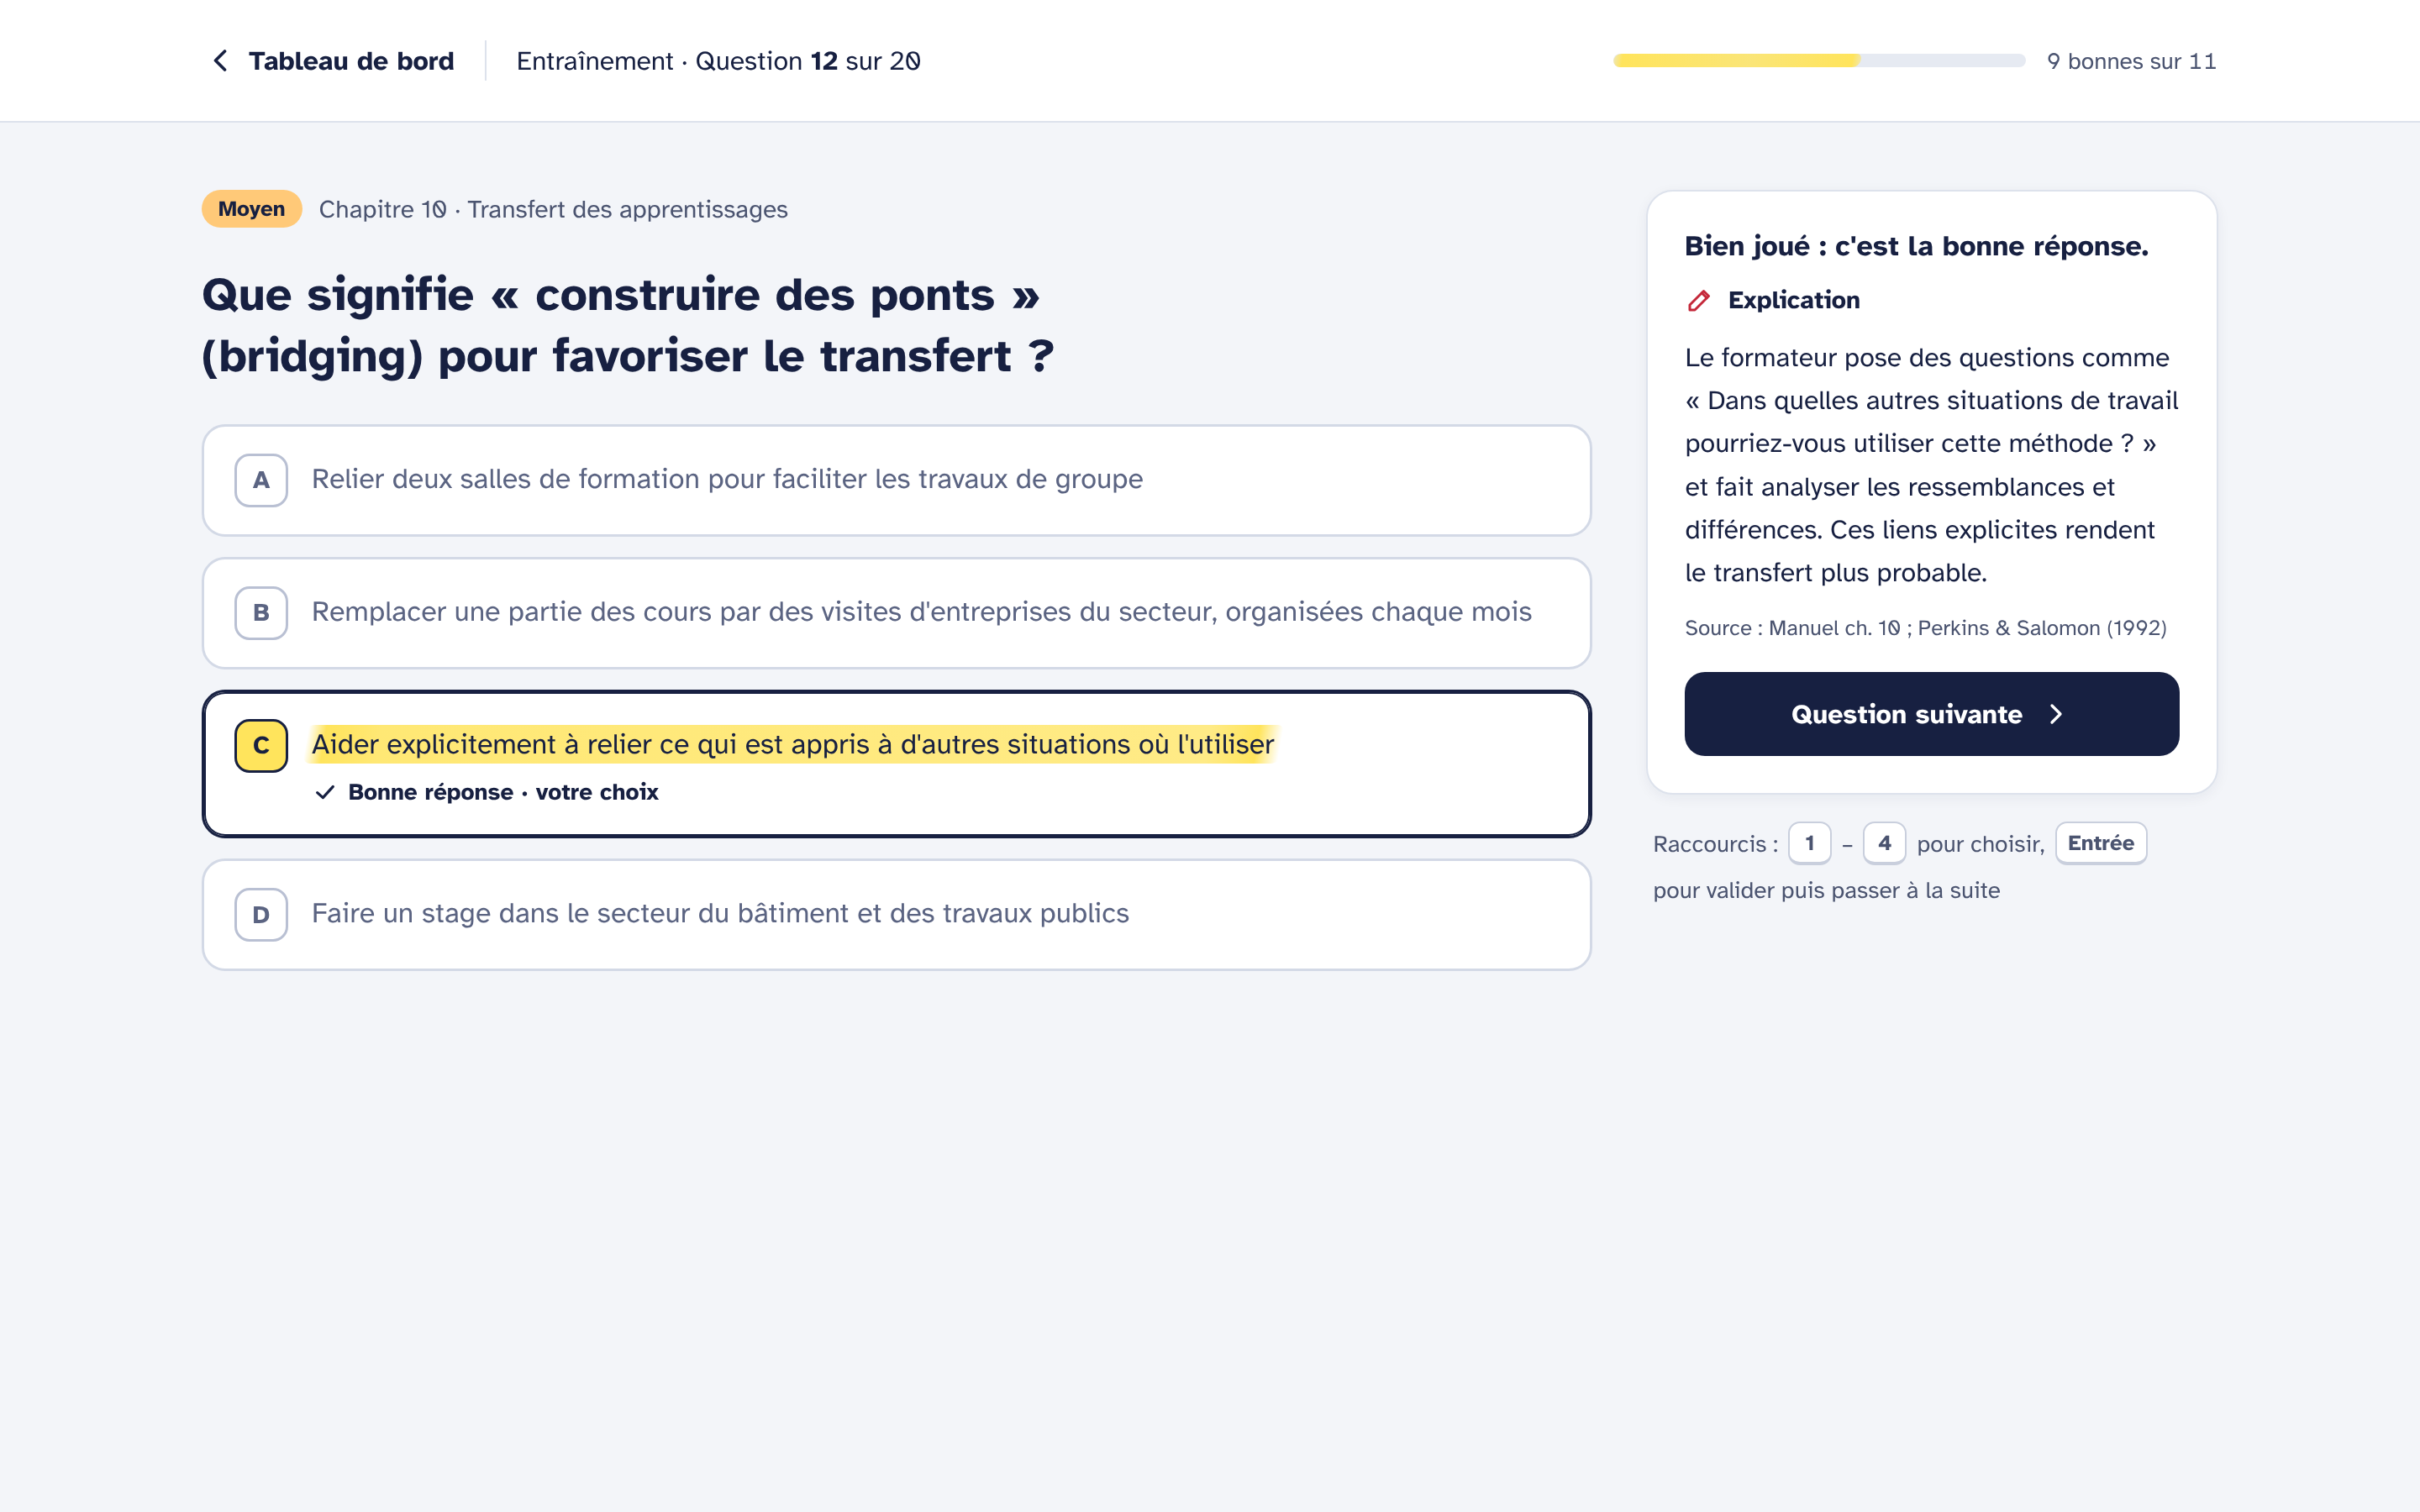 Tableau de bord
Entraînement · Question 12 sur 20
9 bonnes sur 11
Moyen
Chapitre 10 · Transfert des apprentissages
Que signifie « construire des ponts »
(bridging) pour favoriser le transfert ?
A
Relier deux salles de formation pour faciliter les travaux de groupe
B
Remplacer une partie des cours par des visites d'entreprises du secteur, organisées chaque mois
C
Aider explicitement à relier ce qui est appris à d'autres situations où l'utiliser
Bonne réponse · votre choix
D
Faire un stage dans le secteur du bâtiment et des travaux publics
Bien joué : c'est la bonne réponse.
Explication
Le formateur pose des questions comme
« Dans quelles autres situations de travail
pourriez-vous utiliser cette méthode ? »
et fait analyser les ressemblances et
différences. Ces liens explicites rendent
le transfert plus probable.
Source : Manuel ch. 10 ; Perkins & Salomon (1992)
Question suivante
Raccourcis : 1 – 4 pour choisir, Entrée
pour valider puis passer à la suite